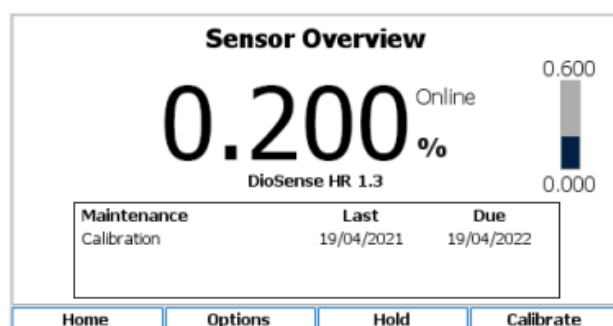 Sensor Overview
0.600
Online
0.200
%
DioSense HR 1.3
0.000
Maintenance Last Due
Calibration 19/04/2021 19/04/2022
Home Options Hold Calibrate